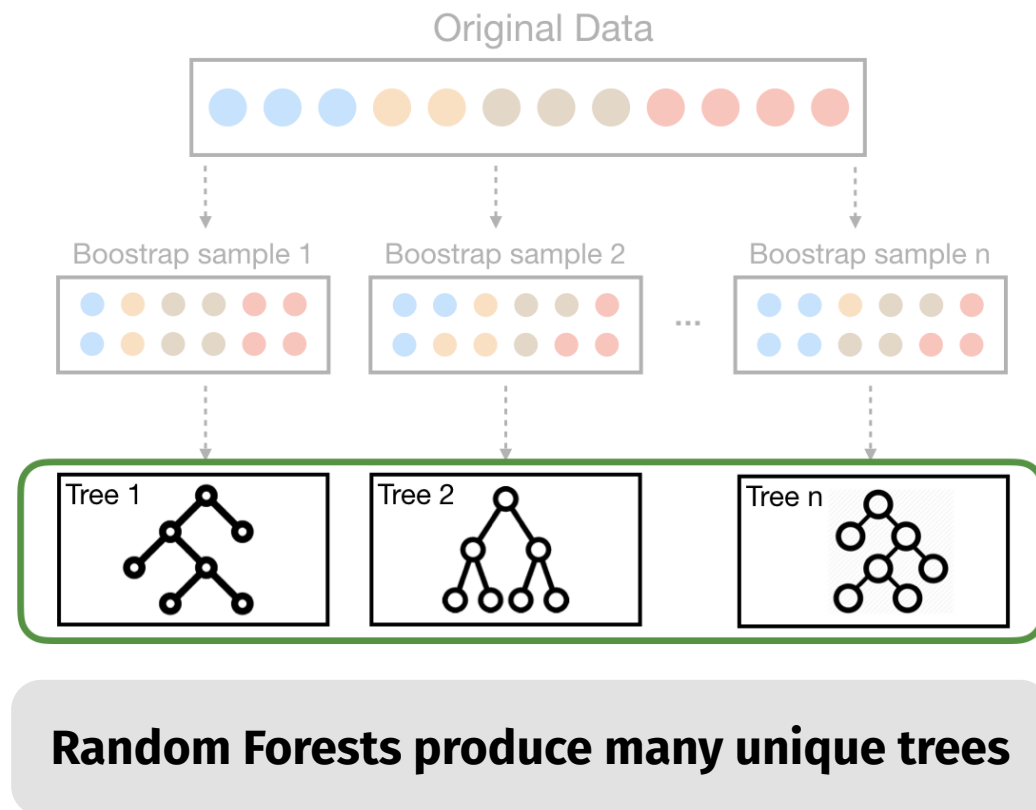 Original Data
Boostrap sample 1
Boostrap sample 2
Boostrap sample n
...
Tree 1
Tree 2
Tree n
Random Forests produce many unique trees